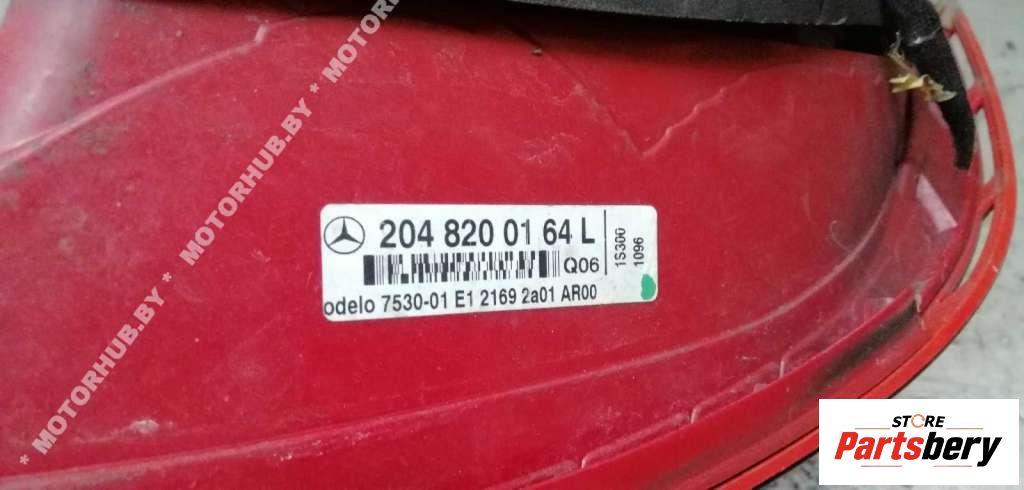 * MOTORHUB.BY * MOTORHUB.BY * MOTOR
204 820 01 64 L
Q06
1S300
1096
odelo 7530-01 E1 2169 2a01 AR00
STORE
Partsbery